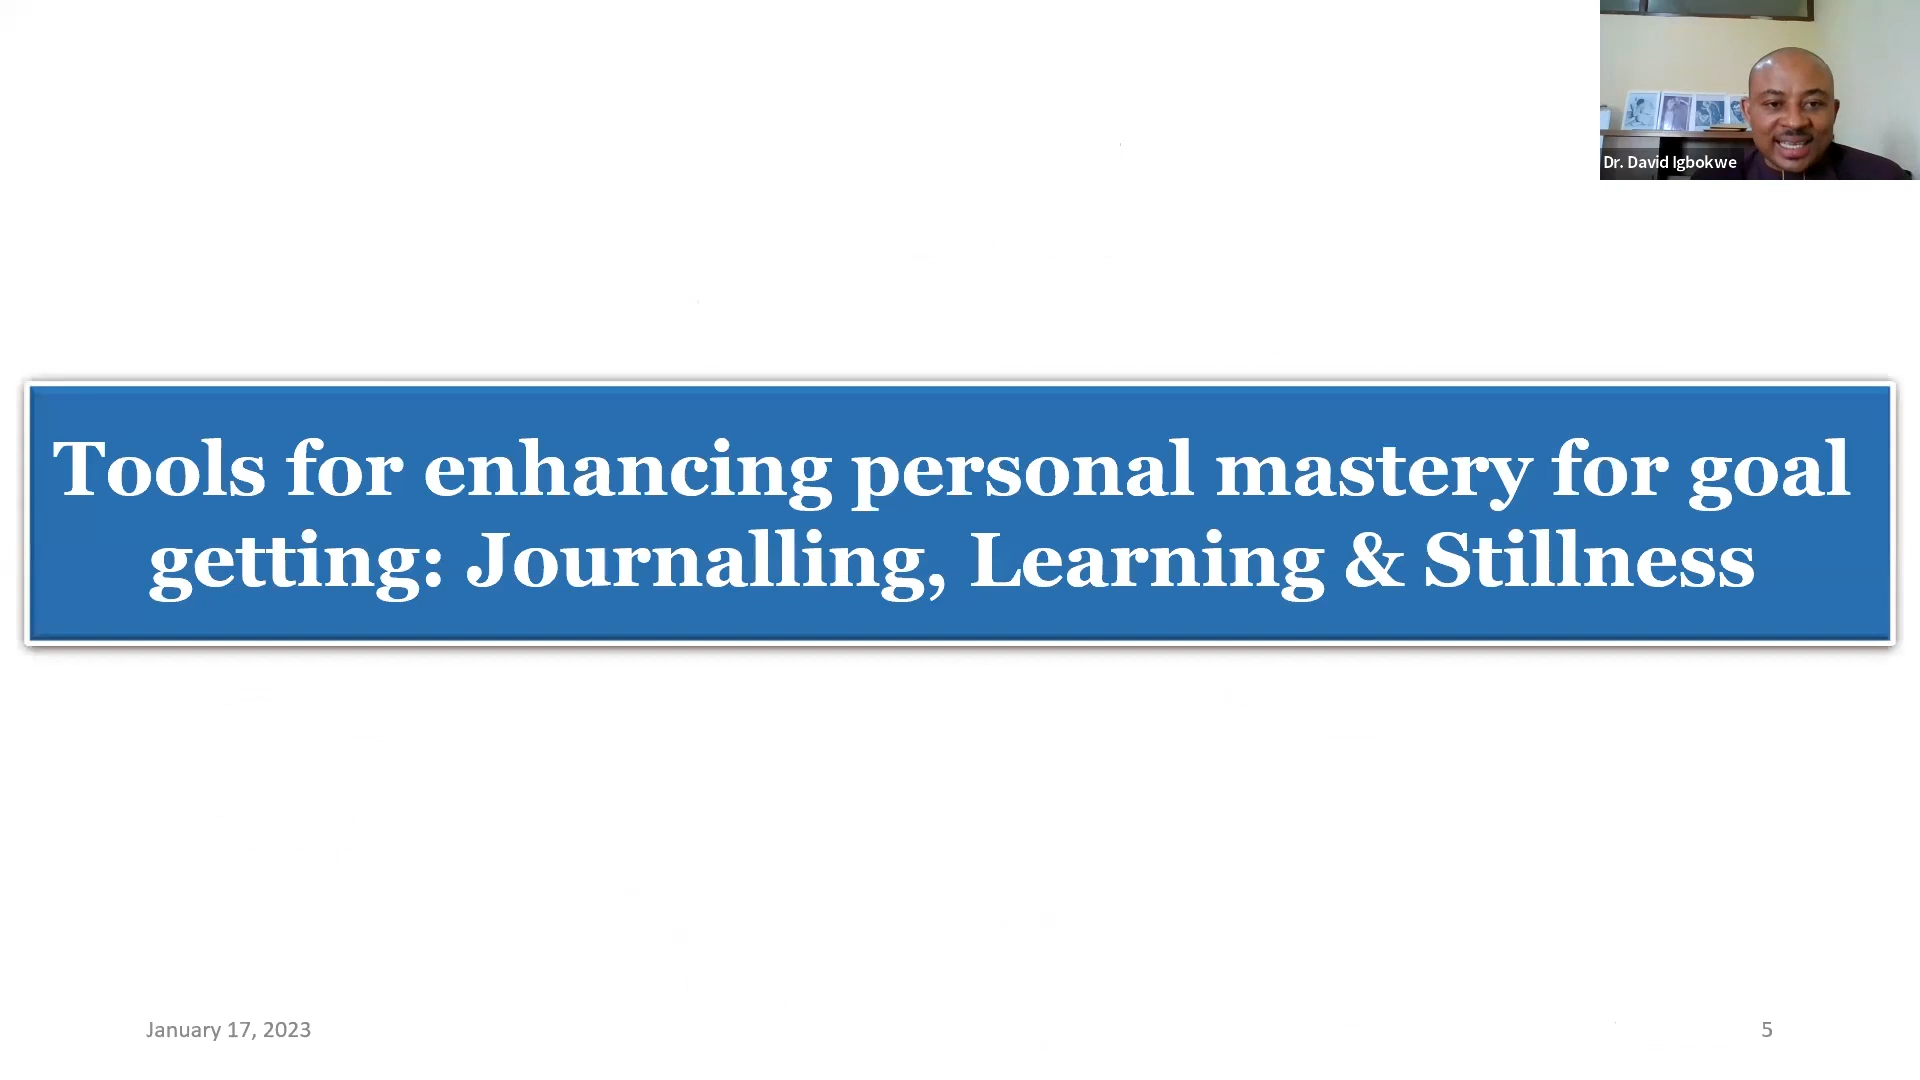 Dr. David Igbokwe
Tools for enhancing personal mastery for goal
getting: Journalling, Learning & Stillness
January 17, 2023
5